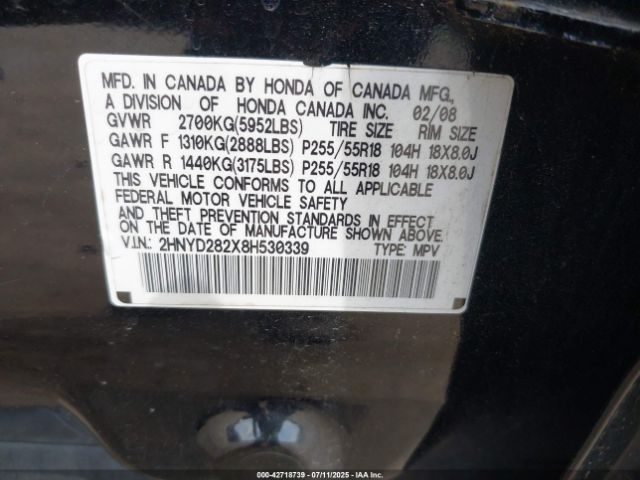 MFD. IN CANADA BY HONDA OF CANADA MFG.,
A DIVISION OF HONDA CANADA INC. 02/08
GVWR 2700KG(5952LBS) TIRE SIZE RIM SIZE
GAWR F 1310KG(2888LBS) P255/55R18 104H 18X8.0J
GAWR R 1440KG(3175LBS) P255/55R18 104H 18X8.0J
THIS VEHICLE CONFORMS TO ALL APPLICABLE
FEDERAL MOTOR VEHICLE SAFETY
AND THEFT PREVENTION STANDARDS IN EFFECT
ON THE DATE OF MANUFACTURE SHOWN ABOVE.
V.I.N.: 2HNYD282X8H530339 TYPE: MPV
000-42718739 - 07/11/2025 - IAAI.COM